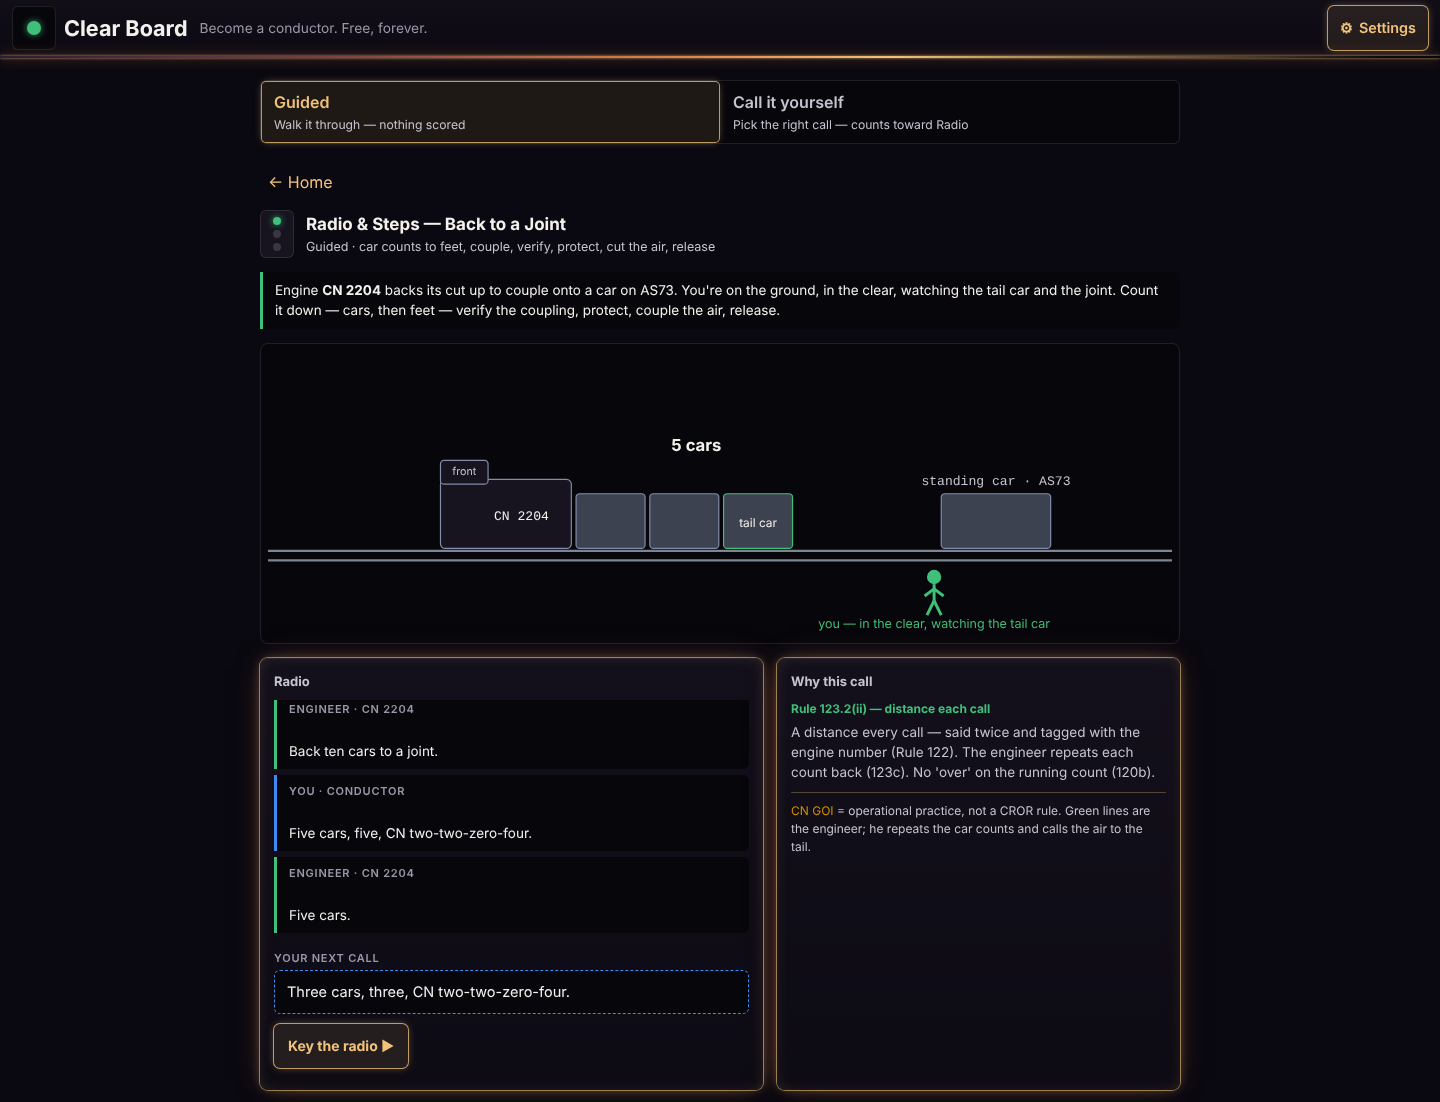 Clear Board
Become a conductor. Free, forever.
⚙ Settings
Guided
Walk it through — nothing scored
Call it yourself
Pick the right call — counts toward Radio
← Home
Radio & Steps — Back to a Joint
Guided · car counts to feet, couple, verify, protect, cut the air, release
Engine CN 2204 backs its cut up to couple onto a car on AS73. You're on the ground, in the clear, watching the tail car and the joint. Count
it down — cars, then feet — verify the coupling, protect, couple the air, release.
5 cars
front
CN 2204
tail car
standing car · AS73
you — in the clear, watching the tail car
Radio
ENGINEER · CN 2204
Back ten cars to a joint.
YOU · CONDUCTOR
Five cars, five, CN two-two-zero-four.
ENGINEER · CN 2204
Five cars.
YOUR NEXT CALL
Three cars, three, CN two-two-zero-four.
Key the radio ▶
Why this call
Rule 123.2(ii) — distance each call
A distance every call — said twice and tagged with the
engine number (Rule 122). The engineer repeats each
count back (123c). No 'over' on the running count (120b).
CN GOI = operational practice, not a CROR rule. Green lines are
the engineer; he repeats the car counts and calls the air to the
tail.